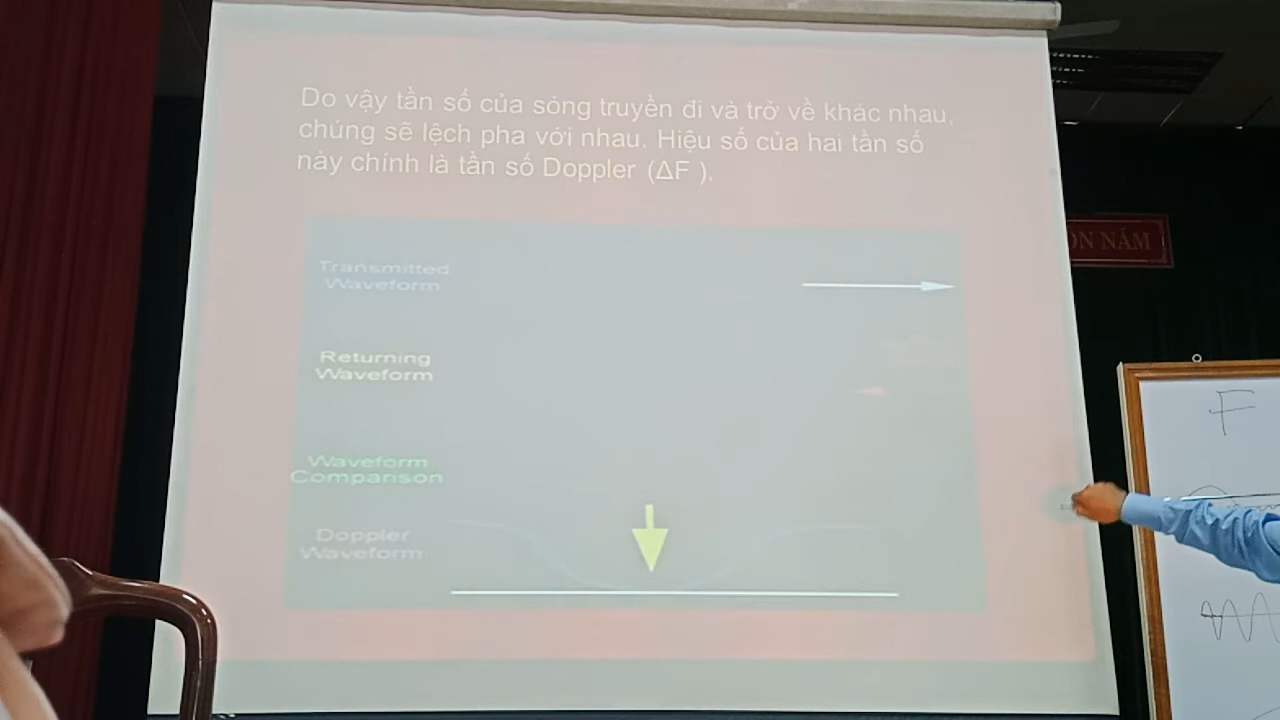 Do vậy tần số của sóng truyền đi và trở về khác nhau,
chúng sẽ lệch pha với nhau. Hiệu số của hai tần số
này chính là tần số Doppler (ΔF ).
Transmitted
Waveform
Returning
Waveform
Waveform
Comparison
Doppler
Waveform
NĂM
F